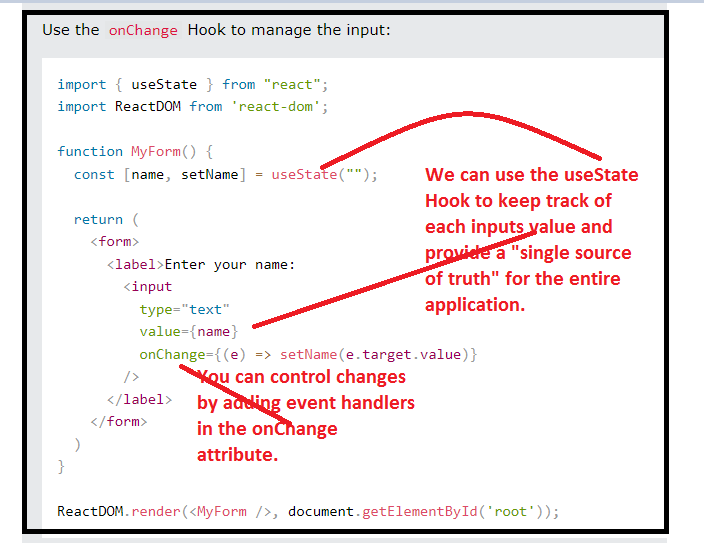 Use the onChange Hook to manage the input:
import { useState } from "react";
import ReactDOM from 'react-dom';
function MyForm() {
const [name, setName] = useState("");
return (
<form>
<label>Enter your name:
<input
type="text"
value={name}
onChange={(e) => setName(e.target.value)}
/>
</label>
</form>
)
}
ReactDOM.render(<MyForm />, document.getElementById('root'));
We can use the useState
Hook to keep track of
each inputs value and
provide a "single source
of truth" for the entire
application.
You can control changes
by adding event handlers
in the onChange
attribute.